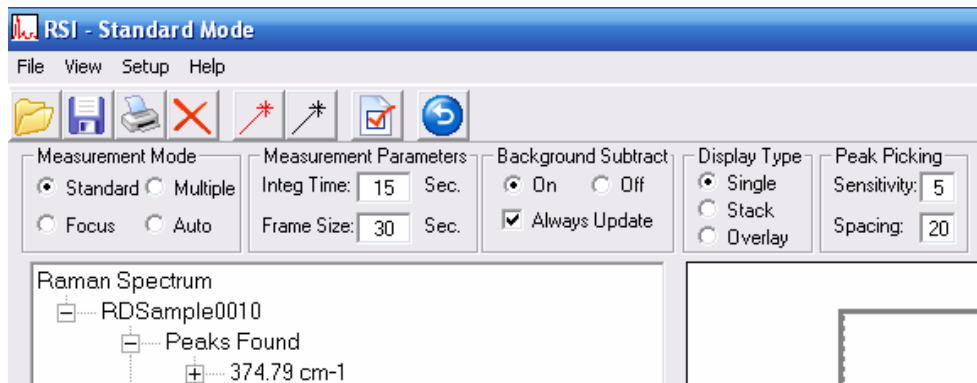 RSI - Standard Mode
File View Setup Help
Measurement Mode Measurement Parameters Background Subtract Display Type Peak Picking
Standard Multiple Integ Time: 15 Sec. On Off Single Sensitivity: 5
Stack
Focus Auto Frame Size: 30 Sec. Always Update Overlay Spacing: 20
Raman Spectrum
RDSample0010
Peaks Found
374.79 cm-1